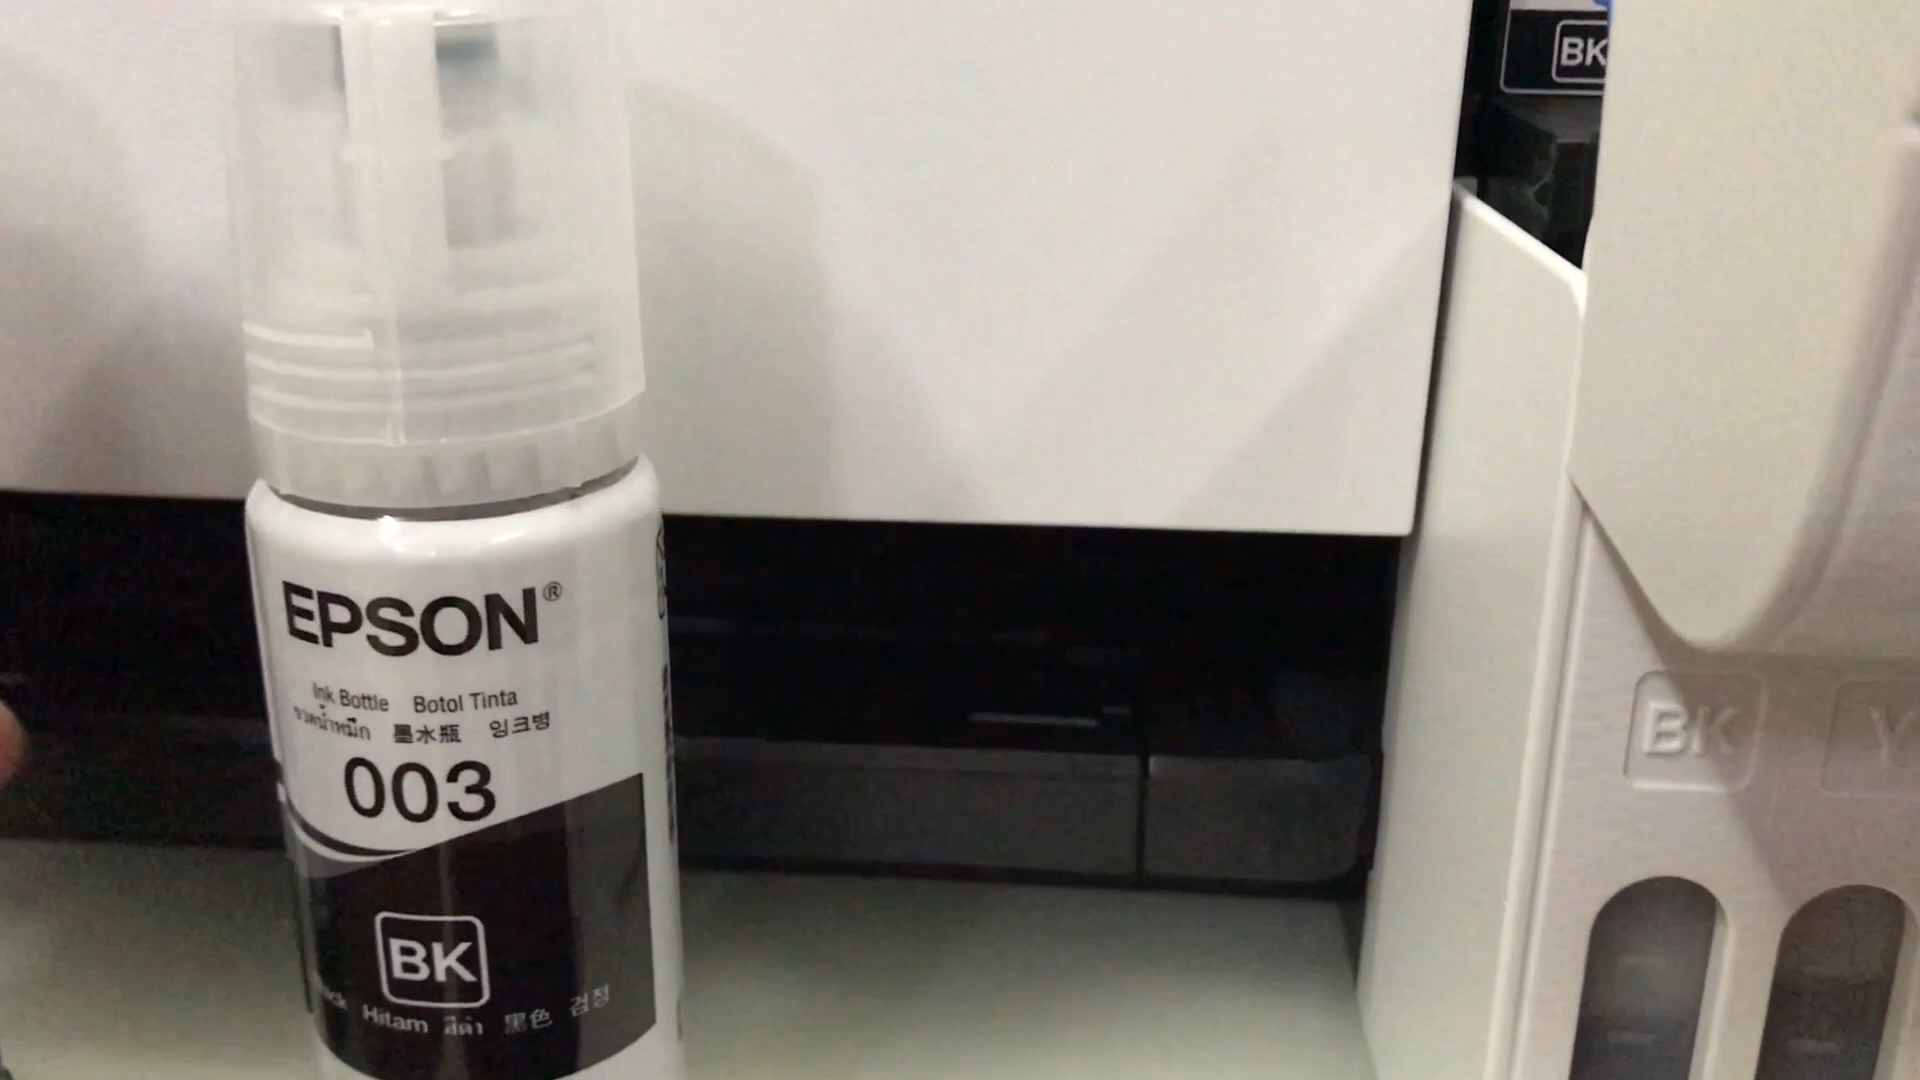 BK
EPSON®
Ink Bottle Botol Tinta
ขวดน้ำหมึก 墨水瓶 잉크병
003
BK
Hitam สีดำ 黑色 검정
BK Y